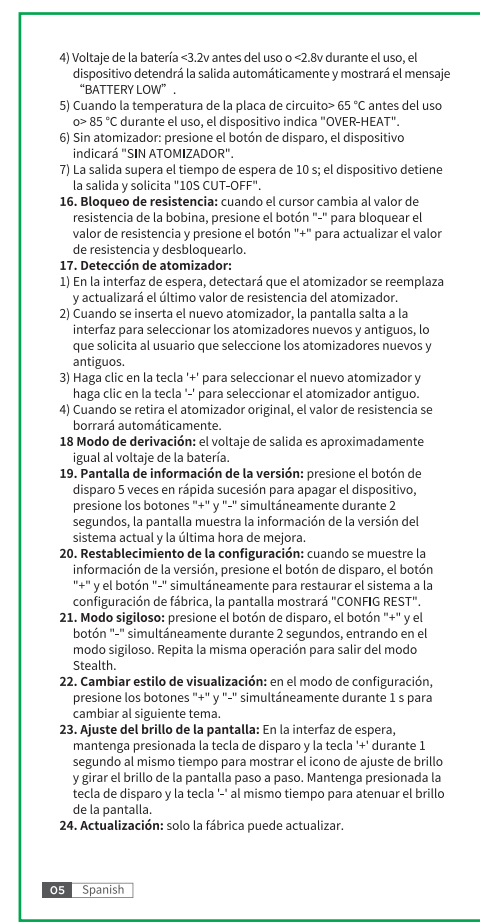 4) Voltaje de la batería <3.2v antes del uso o <2.8v durante el uso, el
dispositivo detendrá la salida automáticamente y mostrará el mensaje
“BATTERY LOW”.
5) Cuando la temperatura de la placa de circuito> 65 °C antes del uso
o> 85 °C durante el uso, el dispositivo indica "OVER-HEAT".
6) Sin atomizador: presione el botón de disparo, el dispositivo
indicará "SIN ATOMIZADOR".
7) La salida supera el tiempo de espera de 10 s; el dispositivo detiene
la salida y solicita "10S CUT-OFF".
16. Bloqueo de resistencia: cuando el cursor cambia al valor de
resistencia de la bobina, presione el botón "-" para bloquear el
valor de resistencia y presione el botón "+" para actualizar el valor
de resistencia y desbloquearlo.
17. Detección de atomizador:
1) En la interfaz de espera, detectará que el atomizador se reemplaza
y actualizará el último valor de resistencia del atomizador.
2) Cuando se inserta el nuevo atomizador, la pantalla salta a la
interfaz para seleccionar los atomizadores nuevos y antiguos, lo
que solicita al usuario que seleccione los atomizadores nuevos y
antiguos.
3) Haga clic en la tecla '+' para seleccionar el nuevo atomizador y
haga clic en la tecla '-' para seleccionar el atomizador antiguo.
4) Cuando se retira el atomizador original, el valor de resistencia se
borrará automáticamente.
18 Modo de derivación: el voltaje de salida es aproximadamente
igual al voltaje de la batería.
19. Pantalla de información de la versión: presione el botón de
disparo 5 veces en rápida sucesión para apagar el dispositivo,
presione los botones "+" y "-" simultáneamente durante 2
segundos, la pantalla muestra la información de la versión del
sistema actual y la última hora de mejora.
20. Restablecimiento de la configuración: cuando se muestre la
información de la versión, presione el botón de disparo, el botón
"+" y el botón "-" simultáneamente para restaurar el sistema a la
configuración de fábrica, la pantalla mostrará "CONFIG REST".
21. Modo sigiloso: presione el botón de disparo, el botón "+" y el
botón "-" simultáneamente durante 2 segundos, entrando en el
modo sigiloso. Repita la misma operación para salir del modo
Stealth.
22. Cambiar estilo de visualización: en el modo de configuración,
presione los botones "+" y "-" simultáneamente durante 1 s para
cambiar al siguiente tema.
23. Ajuste del brillo de la pantalla: En la interfaz de espera,
mantenga presionada la tecla de disparo y la tecla '+' durante 1
segundo al mismo tiempo para mostrar el icono de ajuste de brillo
y girar el brillo de la pantalla paso a paso. Mantenga presionada la
tecla de disparo y la tecla '-' al mismo tiempo para atenuar el brillo
de la pantalla.
24. Actualización: solo la fábrica puede actualizar.
05 Spanish